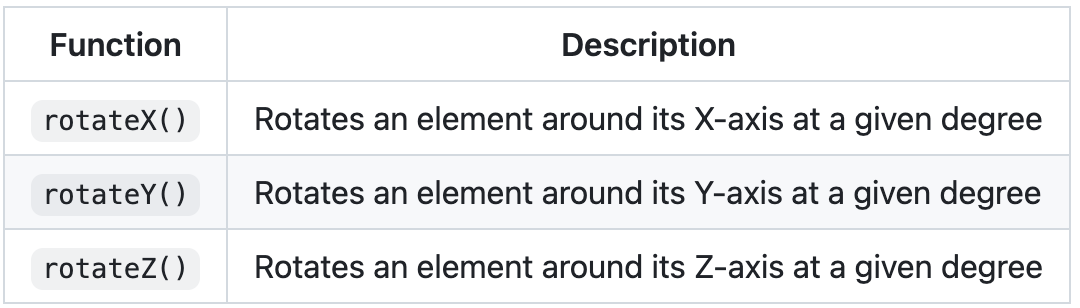 Function Description
rotateX() Rotates an element around its X-axis at a given degree
rotateY() Rotates an element around its Y-axis at a given degree
rotateZ() Rotates an element around its Z-axis at a given degree